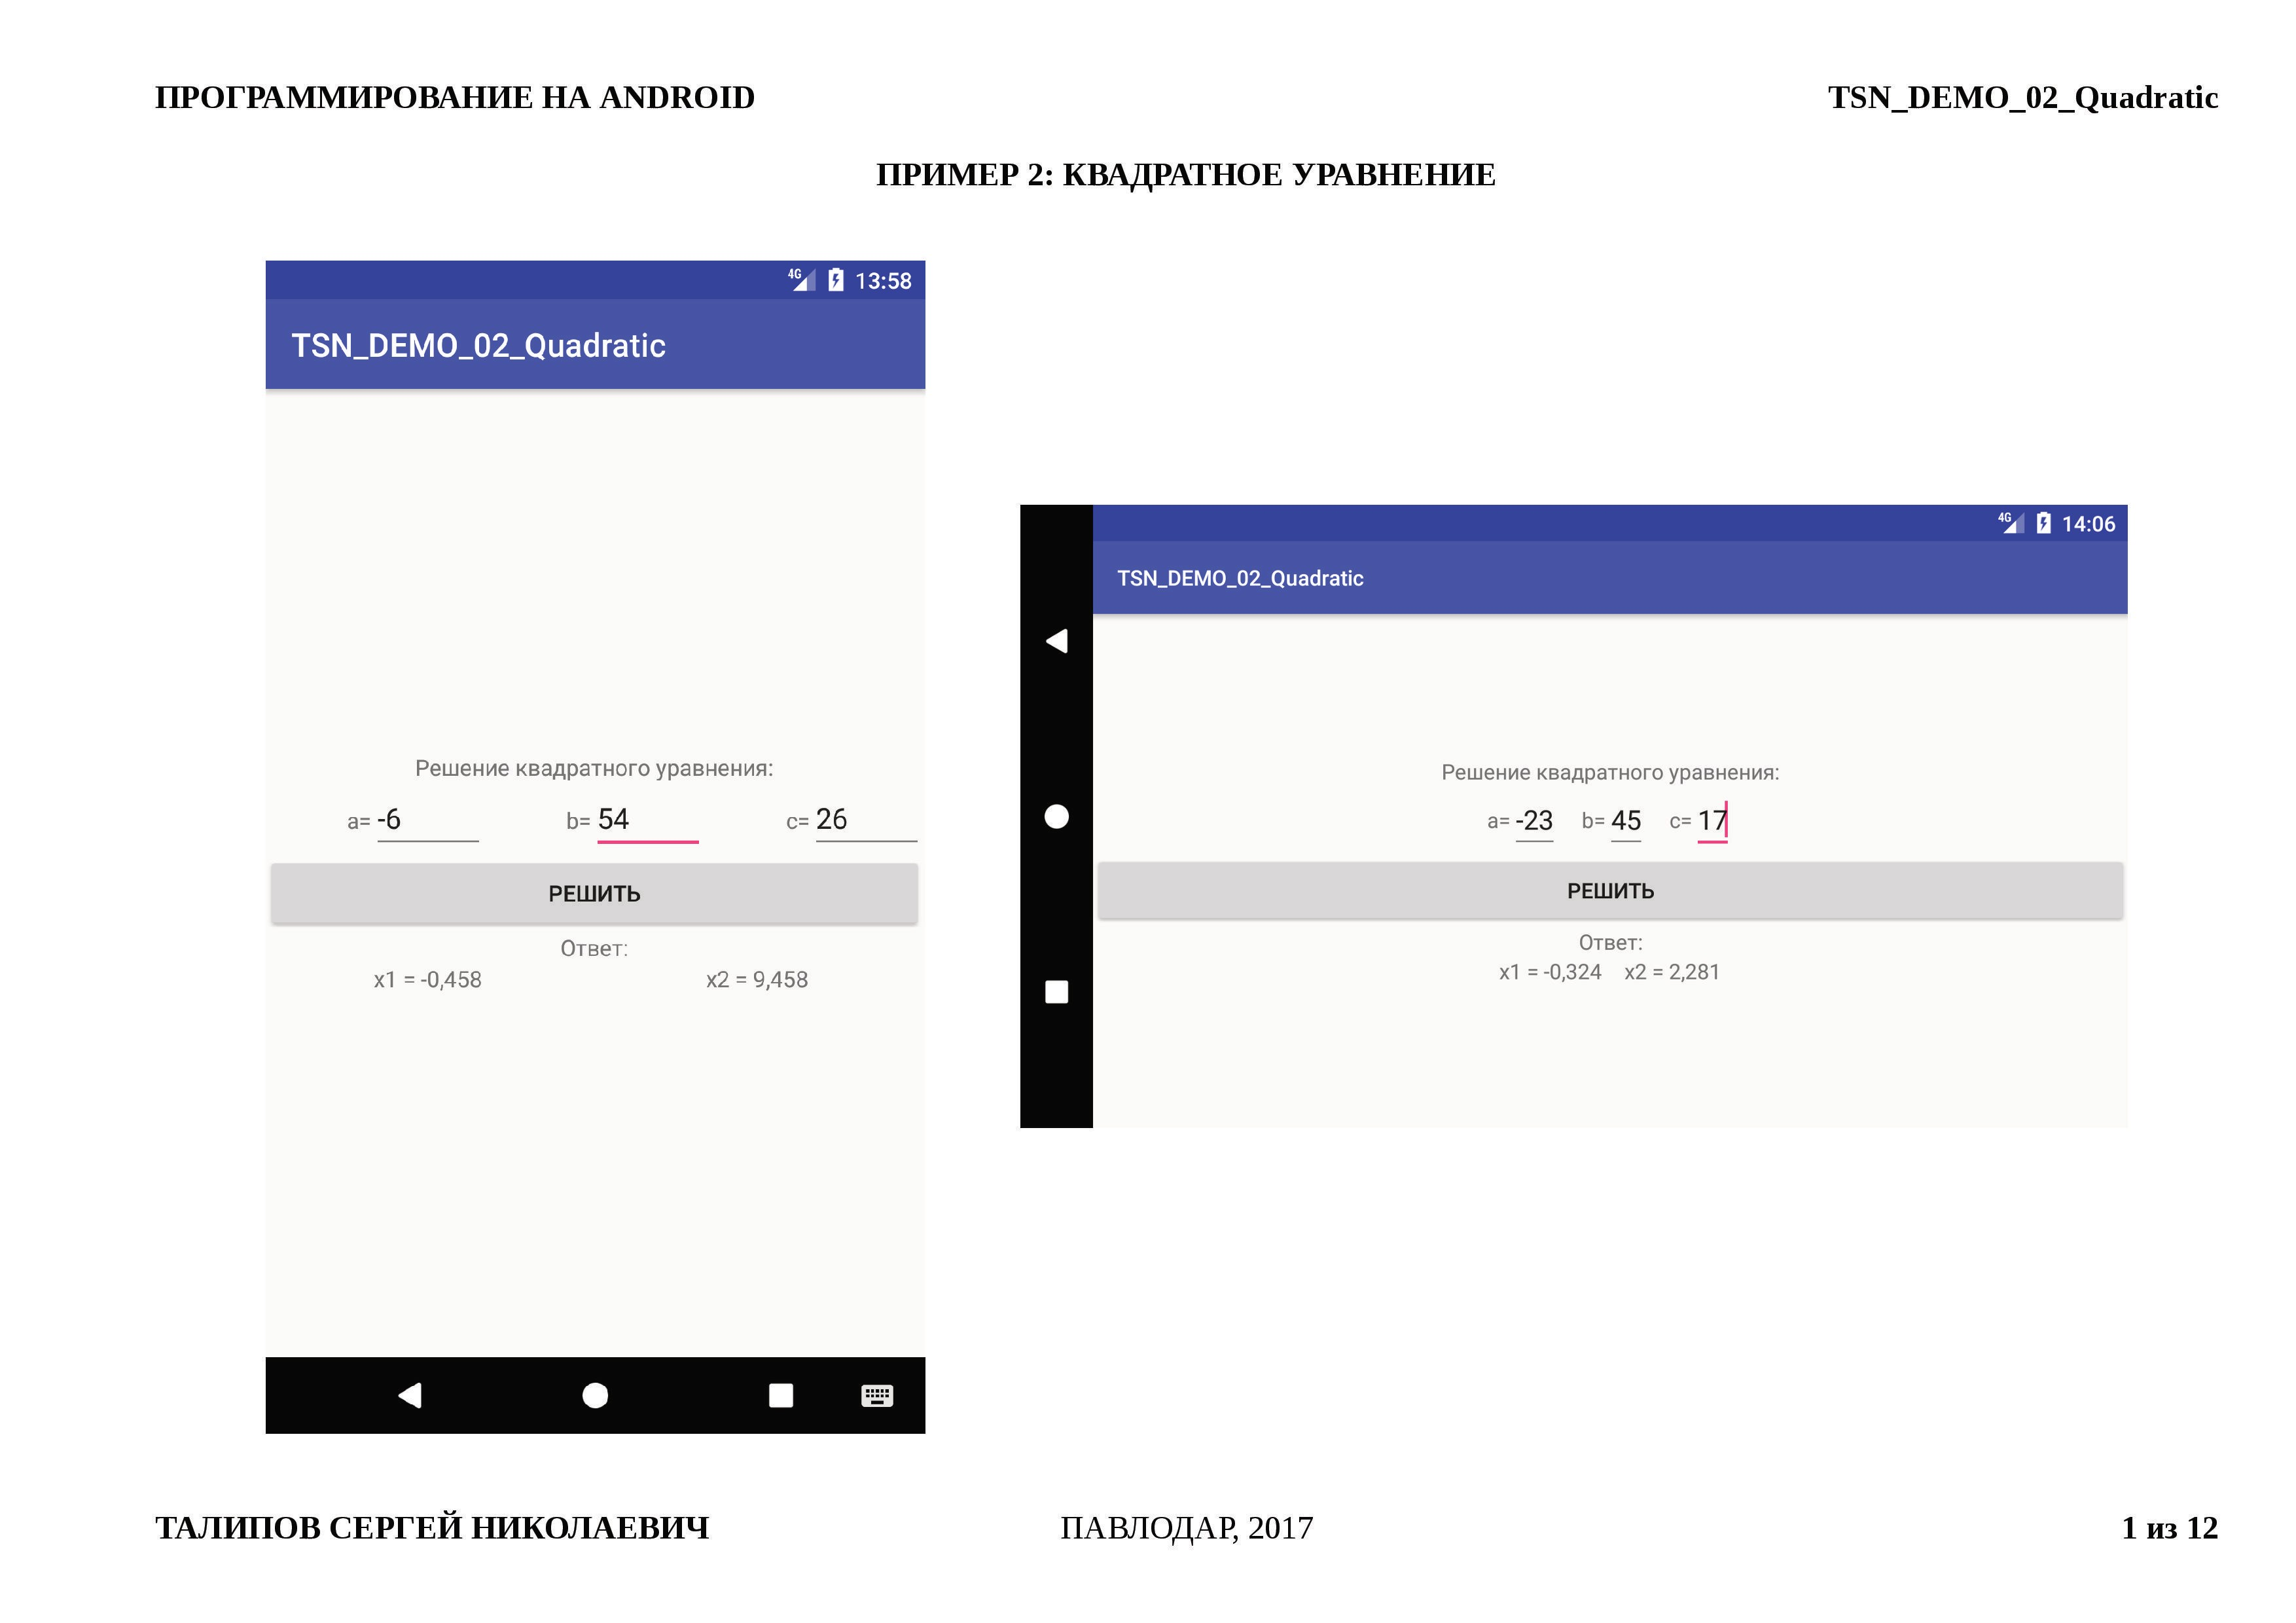 ПРОГРАММИРОВАНИЕ НА ANDROID TSN_DEMO_02_Quadratic
ПРИМЕР 2: КВАДРАТНОЕ УРАВНЕНИЕ
4G 13:58
TSN_DEMO_02_Quadratic
Решение квадратного уравнения:
a= -6 b= 54 c= 26
РЕШИТЬ
Ответ:
x1 = -0,458 x2 = 9,458
4G 14:06
TSN_DEMO_02_Quadratic
Решение квадратного уравнения:
a= -23 b= 45 c= 17
РЕШИТЬ
Ответ:
x1 = -0,324 x2 = 2,281
ТАЛИПОВ СЕРГЕЙ НИКОЛАЕВИЧ ПАВЛОДАР, 2017 1 из 12